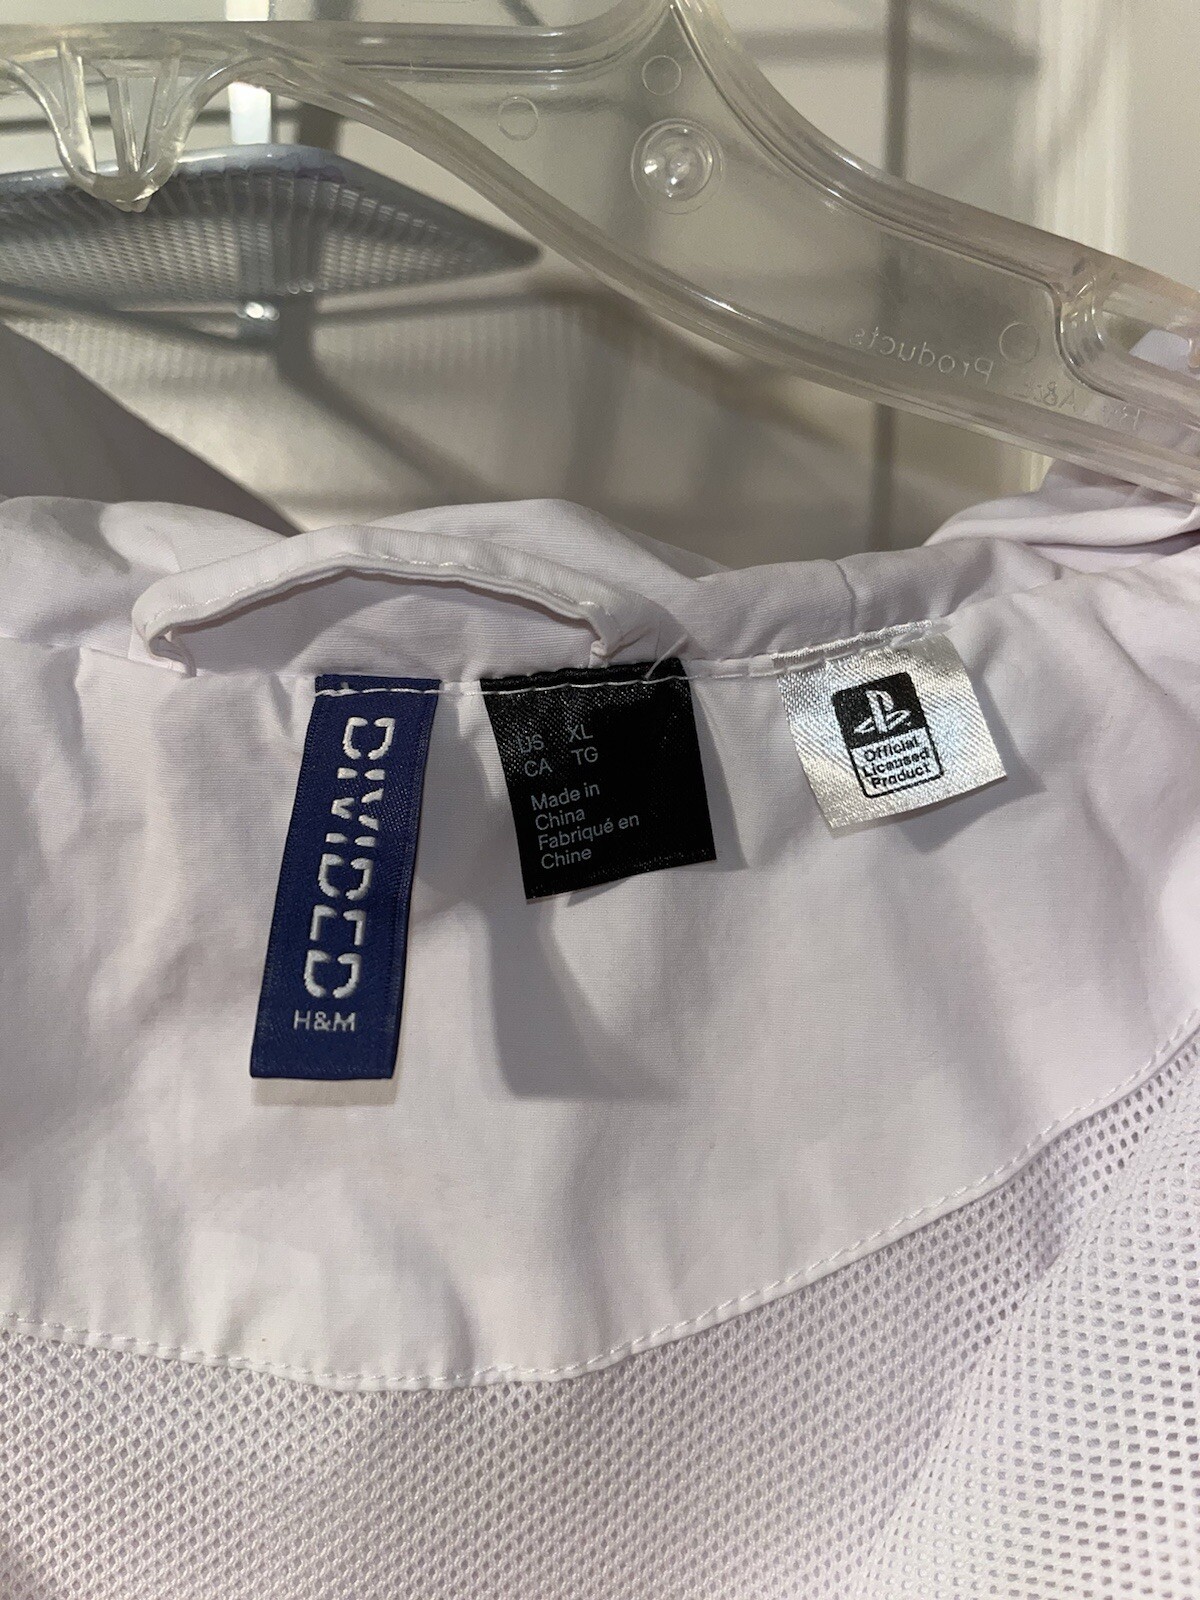 DIVIDED
H&M
US XL
CA TG
Made in
China
Fabriqué en
Chine
Official
Licensed
Product
Products